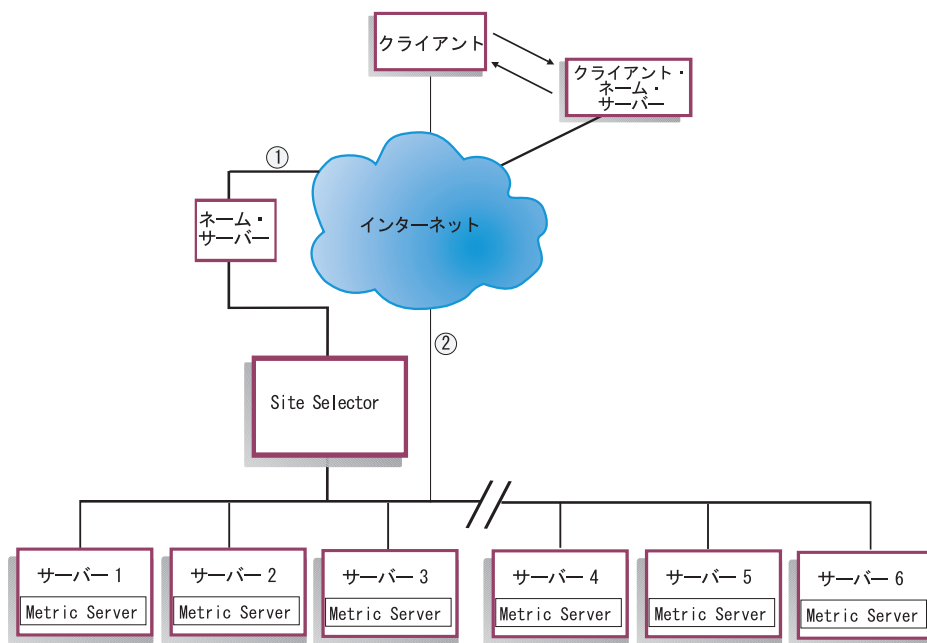 クライアント
クライアント・
ネーム・
サーバー
①
ネーム・
サーバー
インターネット
②
Site Selector
サーバー 1
Metric Server
サーバー 2
Metric Server
サーバー 3
Metric Server
サーバー 4
Metric Server
サーバー 5
Metric Server
サーバー 6
Metric Server